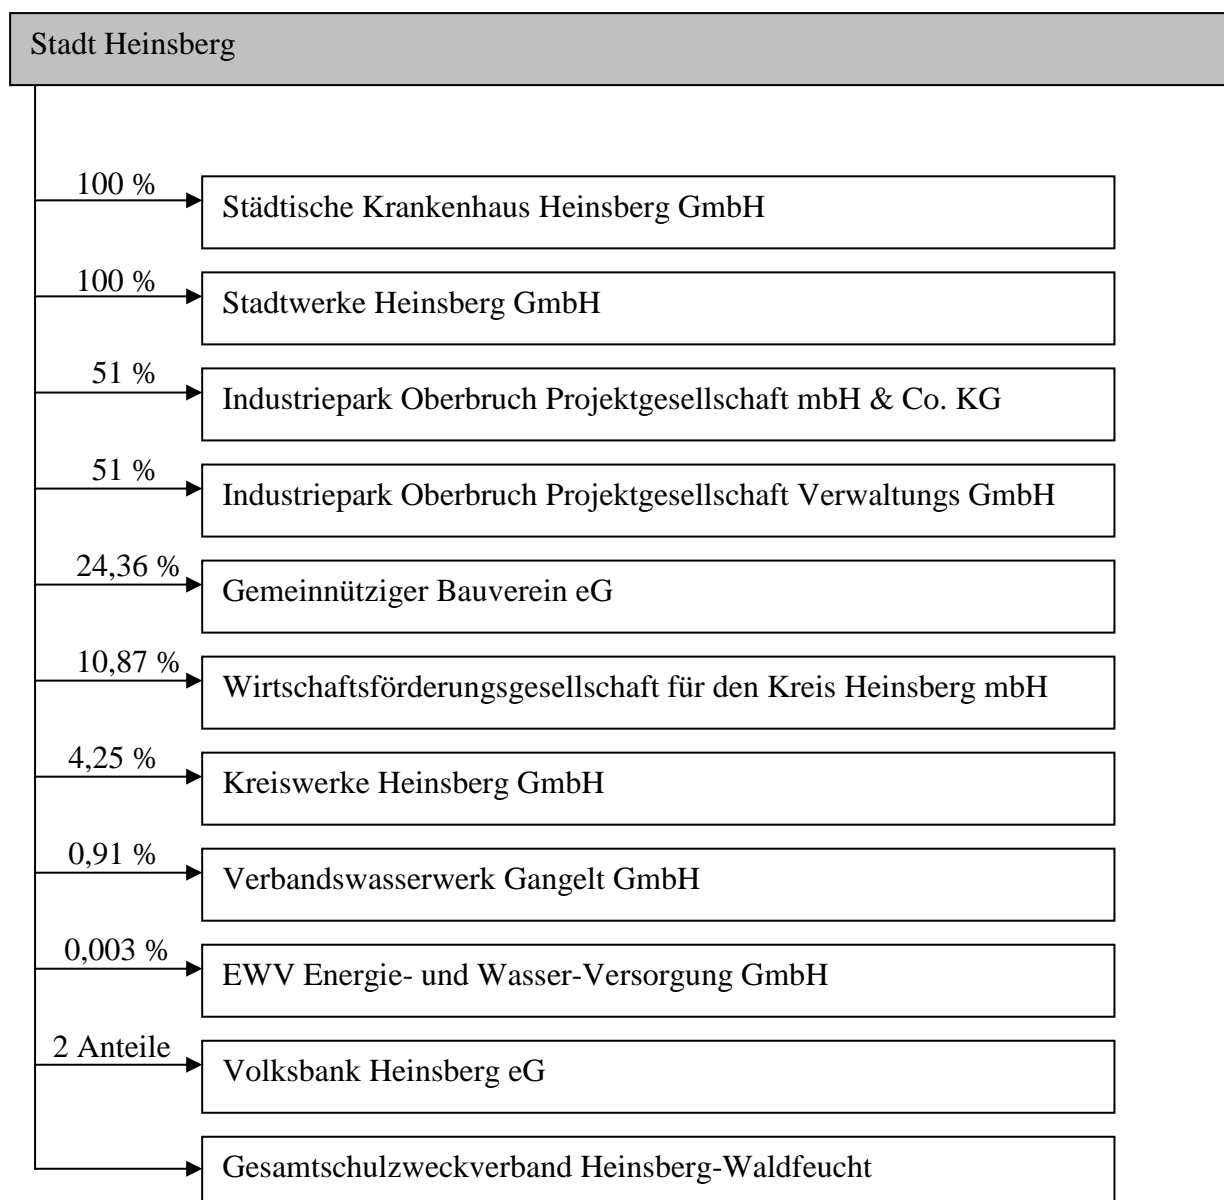 Stadt Heinsberg
100 %
Städtische Krankenhaus Heinsberg GmbH
100 %
Stadtwerke Heinsberg GmbH
51 %
Industriepark Oberbruch Projektgesellschaft mbH & Co. KG
51 %
Industriepark Oberbruch Projektgesellschaft Verwaltungs GmbH
24,36 %
Gemeinnütziger Bauverein eG
10,87 %
Wirtschaftsförderungsgesellschaft für den Kreis Heinsberg mbH
4,25 %
Kreiswerke Heinsberg GmbH
0,91 %
Verbandswasserwerk Gangelt GmbH
0,003 %
EWV Energie- und Wasser-Versorgung GmbH
2 Anteile
Volksbank Heinsberg eG
Gesamtschulzweckverband Heinsberg-Waldfeucht